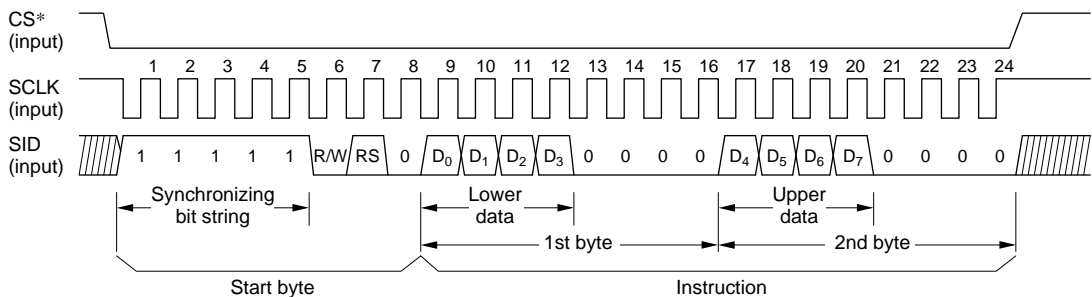 CS*
(input)
1 2 3 4 5 6 7 8 9 10 11 12 13 14 15 16 17 18 19 20 21 22 23 24
SCLK
(input)
SID
(input)
1 1 1 1 1 R/W RS 0 D0 D1 D2 D3 0 0 0 0 D4 D5 D6 D7 0 0 0 0
Synchronizing
bit string
Lower
data
Upper
data
1st byte
2nd byte
Start byte
Instruction